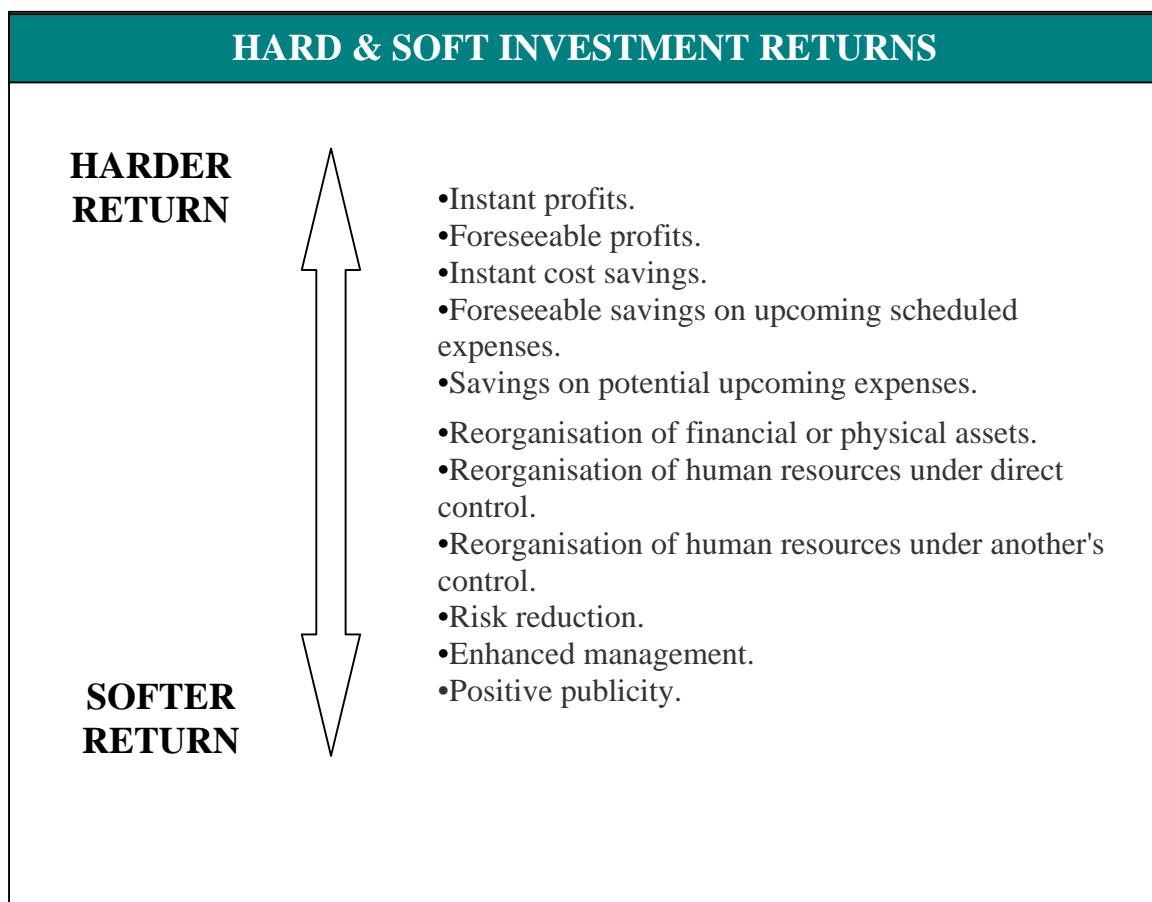 HARD & SOFT INVESTMENT RETURNS
HARDER
RETURN
•Instant profits.
•Foreseeable profits.
•Instant cost savings.
•Foreseeable savings on upcoming scheduled
expenses.
•Savings on potential upcoming expenses.
•Reorganisation of financial or physical assets.
•Reorganisation of human resources under direct
control.
•Reorganisation of human resources under another's
control.
•Risk reduction.
•Enhanced management.
•Positive publicity.
SOFTER
RETURN